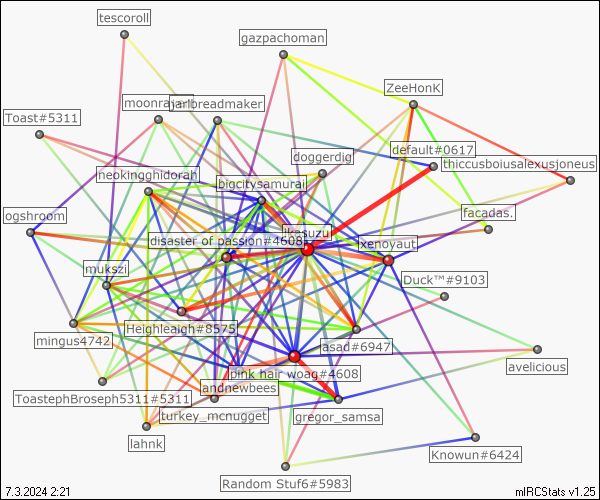 tescoroll
gazpachoman
ZeeHonK
moonrayen
jarlbreadmaker
Toast#5311
default#0617
doggerdig
thiccusboiusalexusjoneus
neokingghidorah
bigcitysamurai
ogshroom
facadas.
likesuzu
disaster of passion#4608
xenoyaut
mukszi
Duck™#9103
Heighleaigh#8575
mingus4742
asad#6947
avelicious
pink hair woag#4608
andnewbees
ToastephBroseph5311#5311
turkey_mcnugget
gregor_samsa
lahnk
Knowun#6424
Random Stuf6#5983
7.3.2024 2:21
mIRCStats v1.25